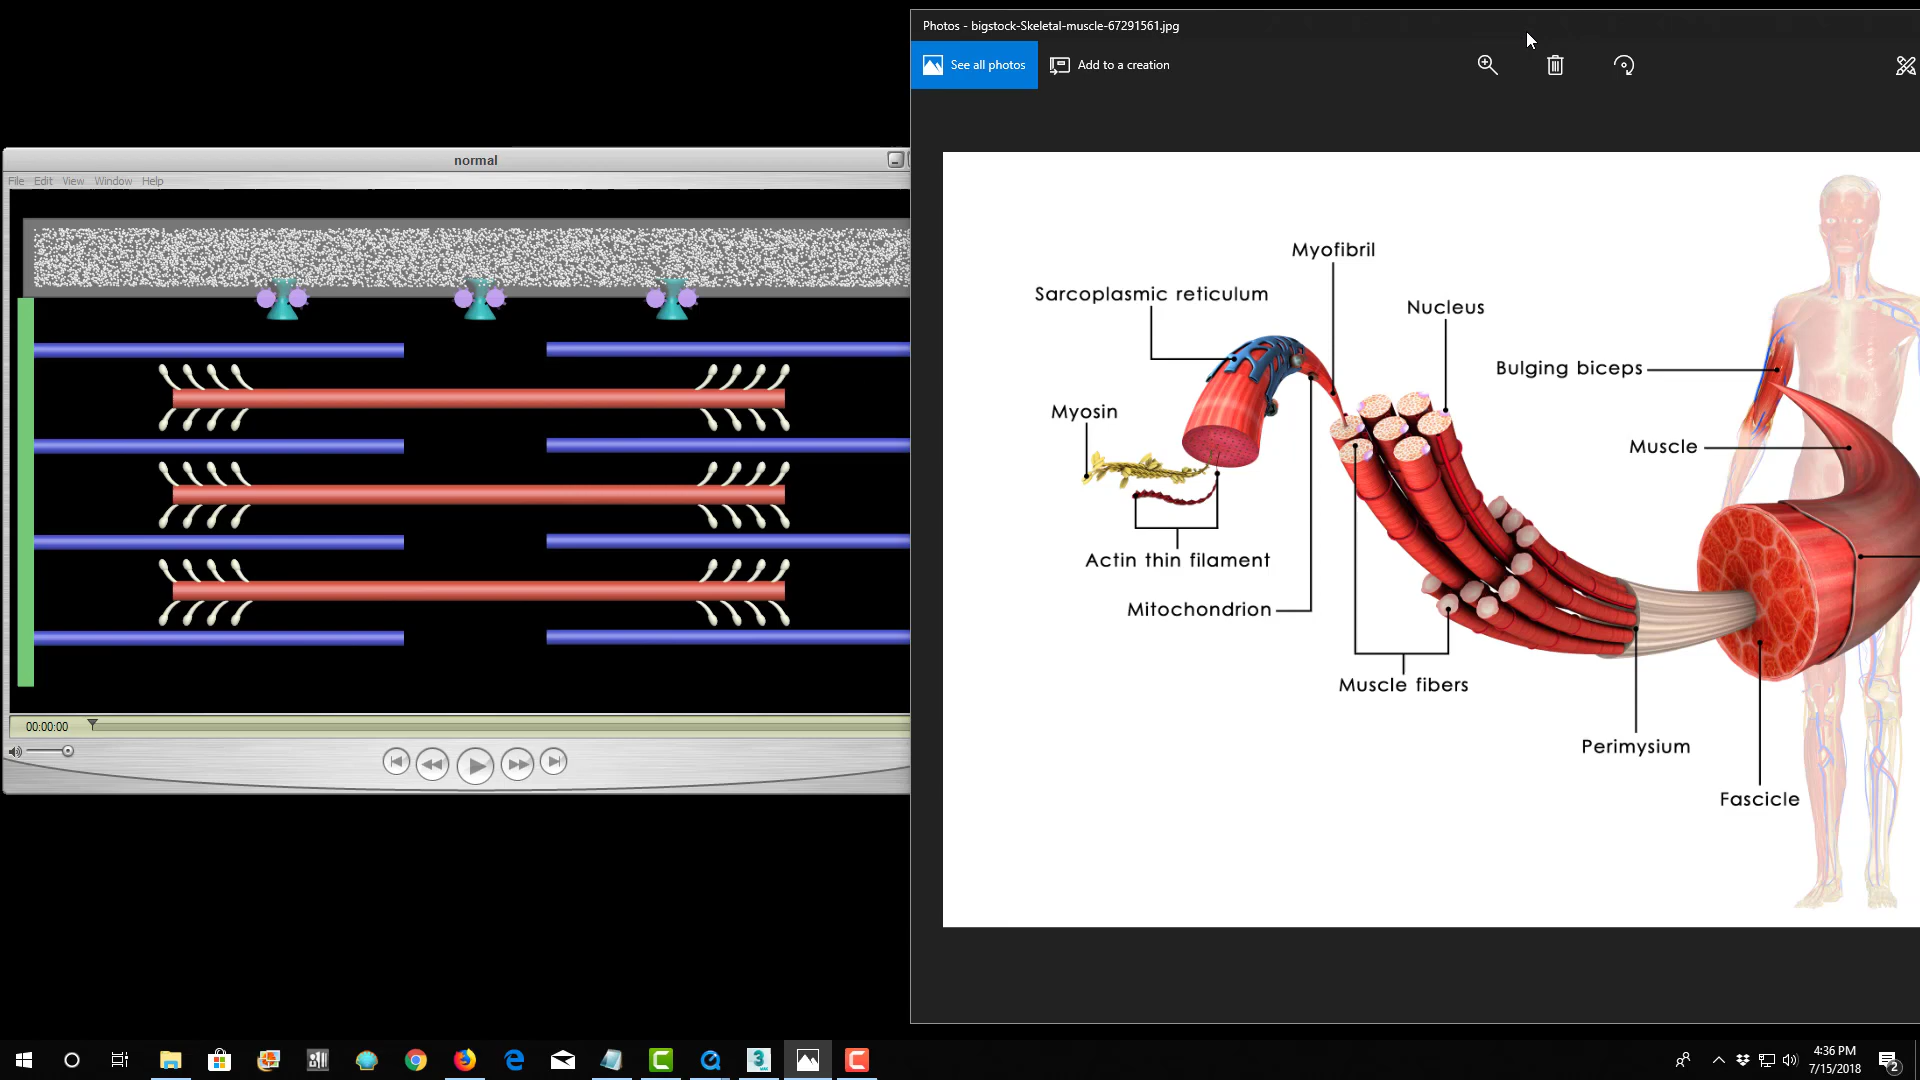 normal
File Edit View Window Help
00:00:00
Photos - bigstock-Skeletal-muscle-67291561.jpg
See all photos
Add to a creation
Myofibril
Sarcoplasmic reticulum
Nucleus
Bulging biceps
Myosin
Muscle
Actin thin filament
Mitochondrion
Muscle fibers
Perimysium
Fascicle
4:36 PM
7/15/2018
2